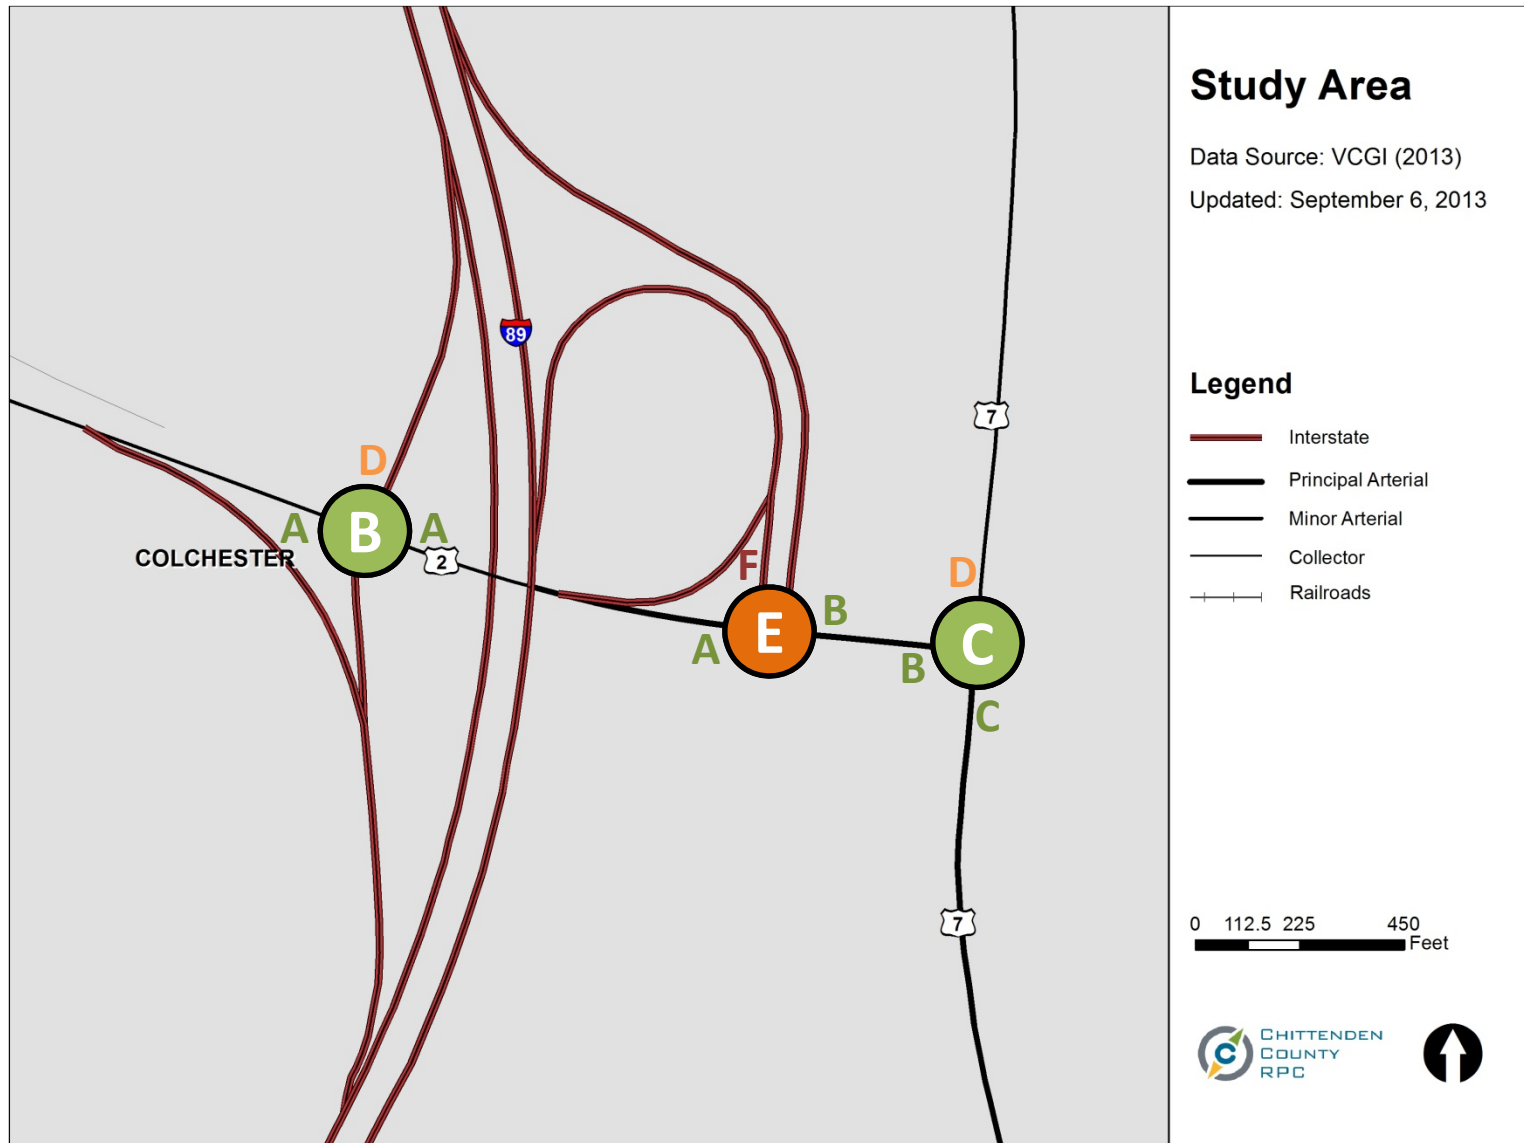 Study Area
Data Source: VCGI (2013)
Updated: September 6, 2013
89
7
D
A
B
A
COLCHESTER
2
F
E
A
B
D
B
C
C
7
Legend
Interstate
Principal Arterial
Minor Arterial
Collector
Railroads
0 112.5 225 450
Feet
C
CHITTENDEN
COUNTY
RPC